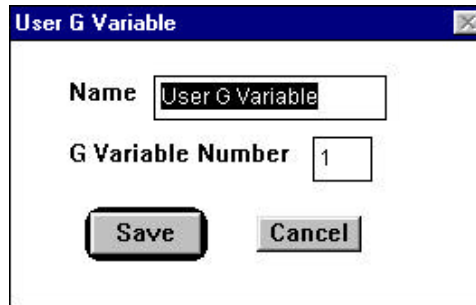 User G Variable
Name User G Variable
G Variable Number 1
Save Cancel